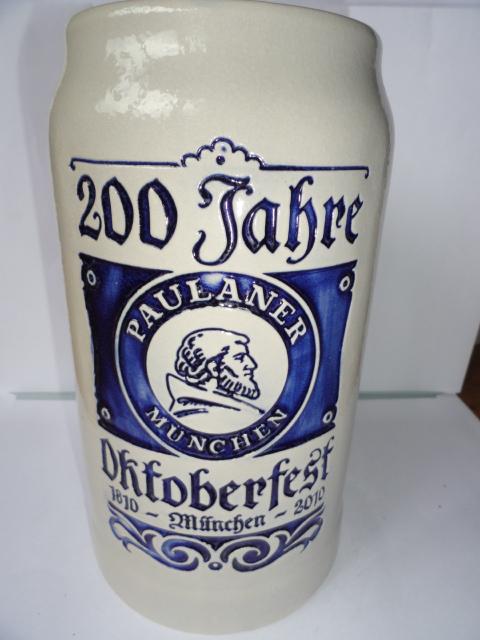 200 Jahre
PAULANER
MÜNCHEN
Oktoberfest
1810 - München - 2010